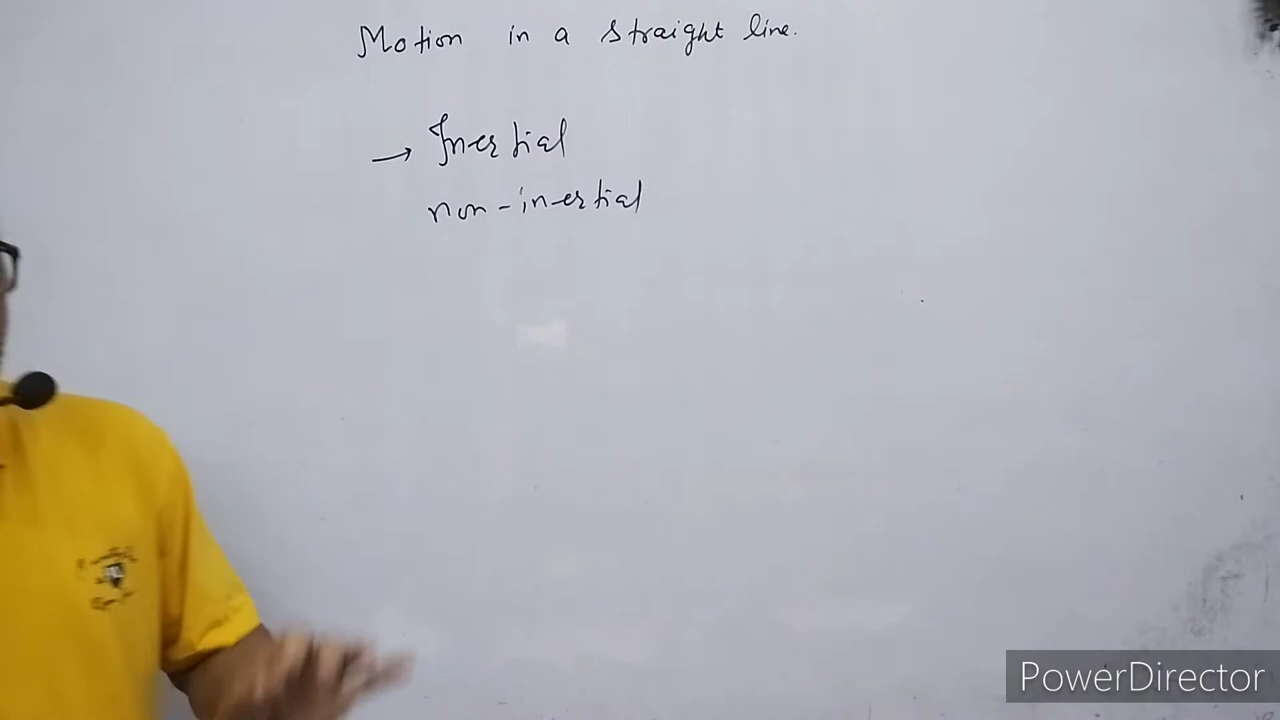 Motion in a straight line.
→ Inertial
non-inertial
PowerDirector